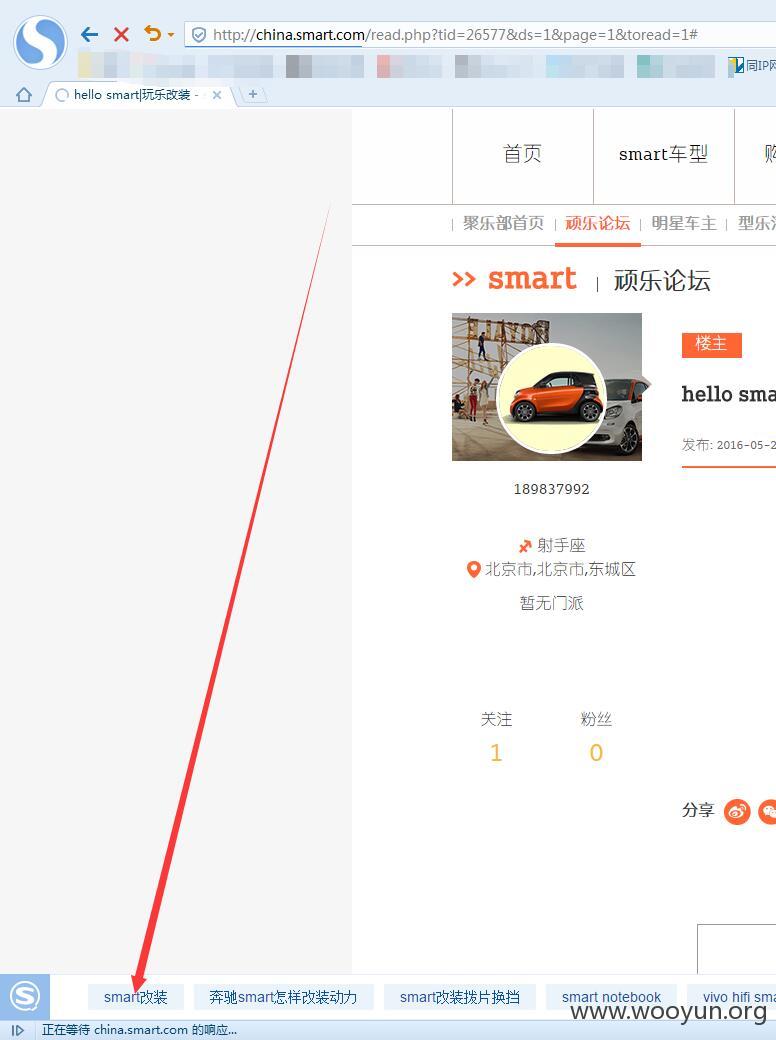 http://china.smart.com/read.php?tid=26577&ds=1&page=1&toread=1#
同IP网
hello smart|玩乐改装 -
首页
smart车型
聚乐部首页
顽乐论坛
明星车主
型乐
>> smart | 顽乐论坛
楼主
hello sma
发布: 2016-05-2
189837992
射手座
北京市,北京市,东城区
暂无门派
关注
粉丝
1
0
分享
smart改装
奔驰smart怎样改装动力
smart改装拨片换挡
smart notebook
vivo hifi sma
www.wooyun.org
正在等待 china.smart.com 的响应...